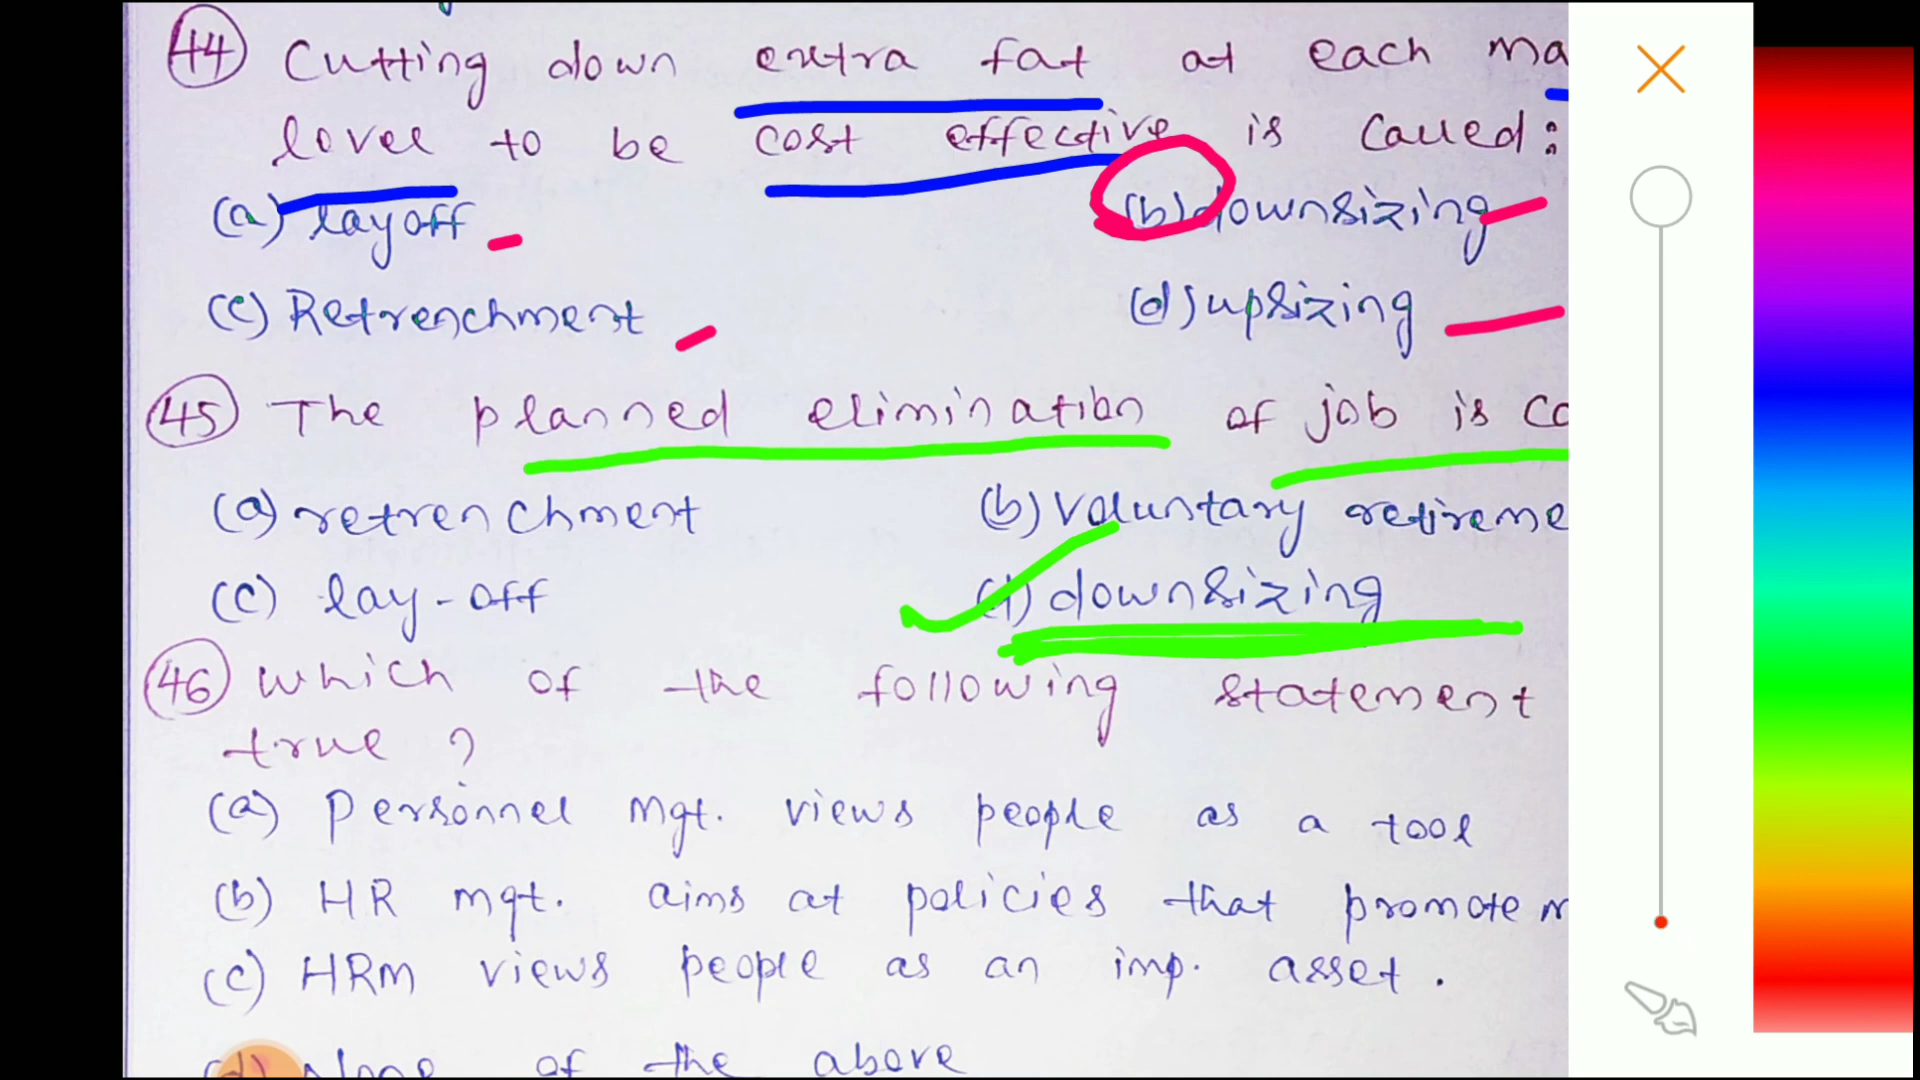 44 Cutting down extra fat at each ma
level to be cost effective is called:
(a) layoff (b) downsizing
(c) Retrenchment (d) upsizing
45 The planned elimination of job is ca
(a) retrenchment (b) voluntary retireme
(c) lay-off (d) downsizing
46 Which of the following statement
true ?
(a) Personnel Mgt. views people as a tool
(b) HR mgt. aims at policies that promote m
(c) HRM views people as an imp. asset.
(d) None of the above